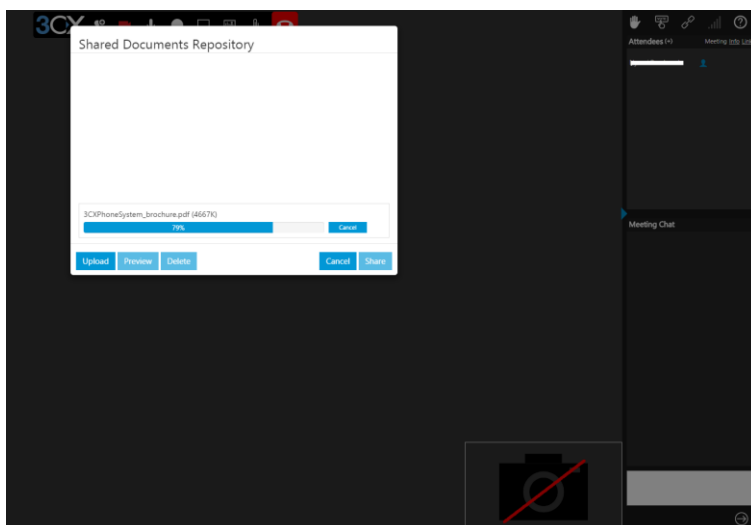 3CX
Shared Documents Repository
3CXPhoneSystem_brochure.pdf (4667K)
79%
Cancel
Upload
Preview
Delete
Cancel
Share
Attendees (•)
Meeting Info Link
Meeting Chat